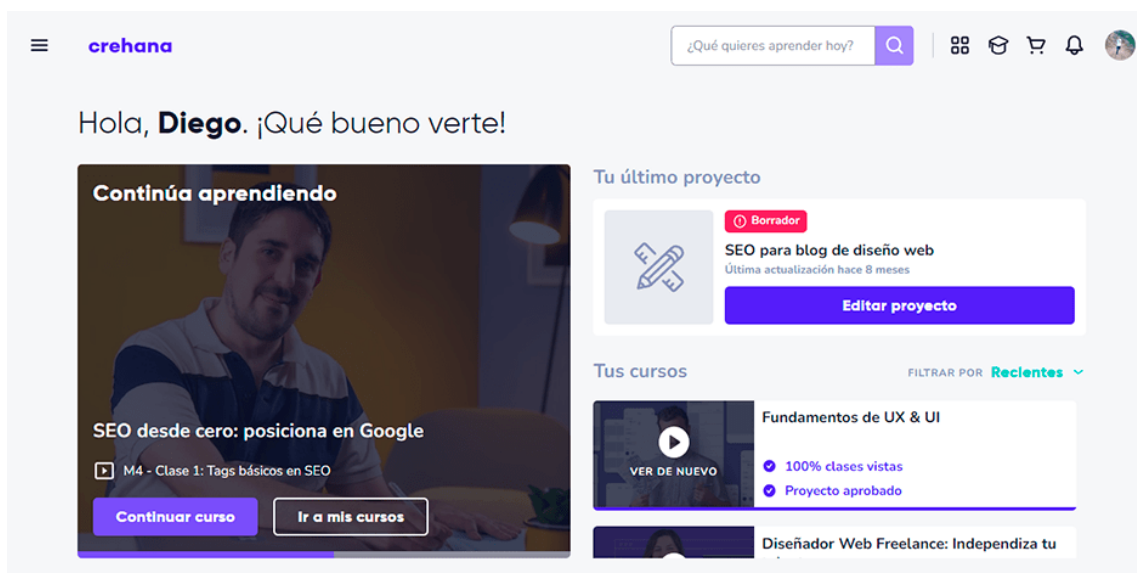 crehana
¿Qué quieres aprender hoy?
Hola, Diego. ¡Qué bueno verte!
Continúa aprendiendo
SEO desde cero: posiciona en Google
M4 - Clase 1: Tags básicos en SEO
Continuar curso
Ir a mis cursos
Tu último proyecto
Borrador
SEO para blog de diseño web
Última actualización hace 8 meses
Editar proyecto
Tus cursos
FILTRAR POR Recientes
VER DE NUEVO
Fundamentos de UX & UI
100% clases vistas
Proyecto aprobado
Diseñador Web Freelance: Independiza tu